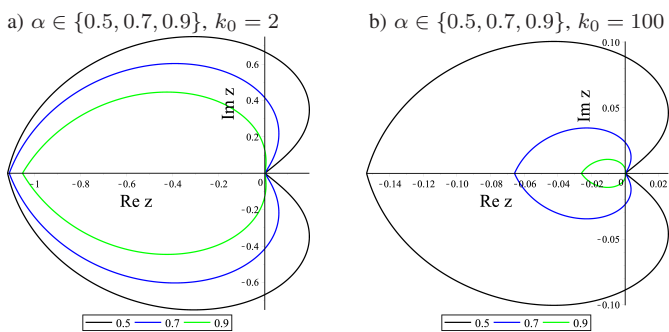 a) α ∈ {0.5, 0.7, 0.9}, k₀ = 2
b) α ∈ {0.5, 0.7, 0.9}, k₀ = 100
0.6
0.4
Im z
0.2
-1 -0.8 -0.6 -0.4 -0.2 0
Re z
-0.2
-0.4
-0.6
0.5 0.7 0.9
0.10
Im z
0.05
-0.14 -0.12 -0.10 -0.08 -0.06 -0.04 -0.02 0 0.02
Re z
-0.05
-0.10
0.5 0.7 0.9